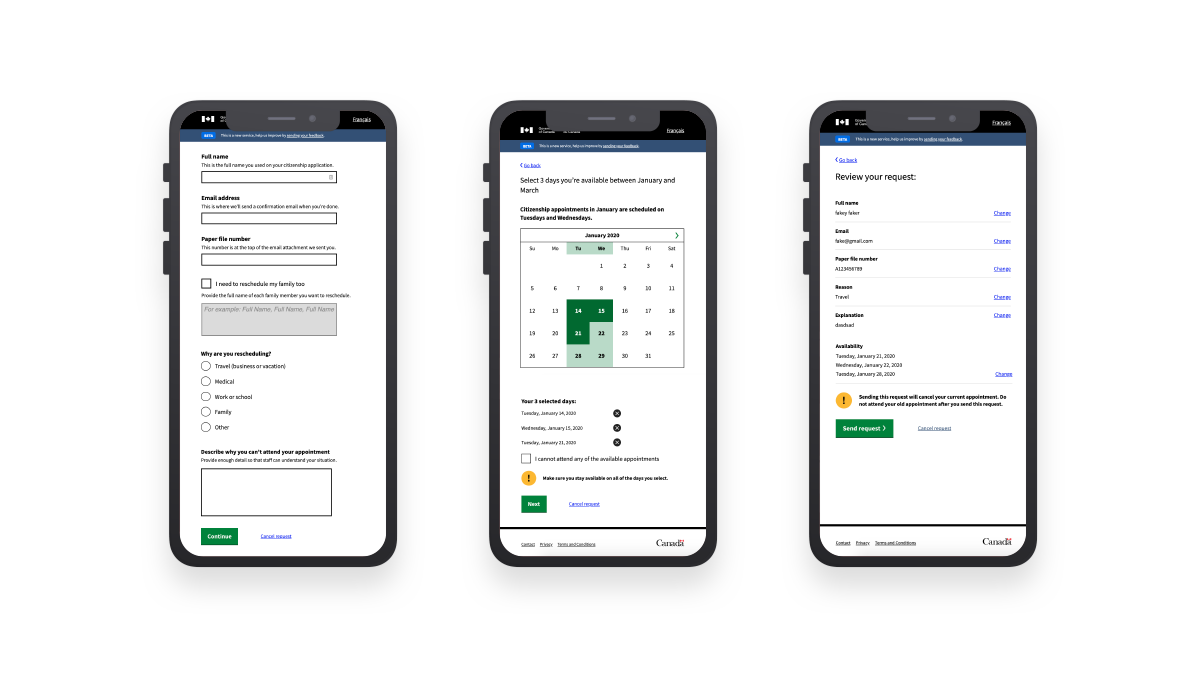 Français
BETA This is a new service, help us improve by sending your feedback.
Full name
This is the full name you used on your citizenship application.
Email address
This is where we'll send a confirmation email when you're done.
Paper file number
This number is at the top of the email attachment we sent you.
I need to reschedule my family too
Provide the full name of each family member you want to reschedule.
For example: Full Name, Full Name, Full Name
Why are you rescheduling?
Travel (business or vacation)
Medical
Work or school
Family
Other
Describe why you can't attend your appointment
Provide enough detail so that staff can understand your situation.
Continue
Cancel request
Français
BETA This is a new service, help us improve by sending your feedback.
Go back
Select 3 days you're available between January and
March
Citizenship appointments in January are scheduled on
Tuesdays and Wednesdays.
January 2020
Su Mo Tu We Thu Fri Sat
1 2 3 4
5 6 7 8 9 10 11
12 13 14 15 16 17 18
19 20 21 22 23 24 25
26 27 28 29 30 31
Your 3 selected days:
Tuesday, January 14, 2020
Wednesday, January 15, 2020
Tuesday, January 21, 2020
I cannot attend any of the available appointments
! Make sure you stay available on all of the days you select.
Next
Cancel request
Contact Privacy Terms and Conditions
Canada
Français
BETA This is a new service, help us improve by sending your feedback.
Go back
Review your request:
Full name
fakey faker
Change
Email
fake@gmail.com
Change
Paper file number
A123456789
Change
Reason
Travel
Change
Explanation
Change
dasdsad
Availability
Tuesday, January 21, 2020
Wednesday, January 22, 2020
Tuesday, January 28, 2020
Change
! Sending this request will cancel your current appointment. Do
not attend your old appointment after you send this request.
Send request
Cancel request
Contact Privacy Terms and Conditions
Canada